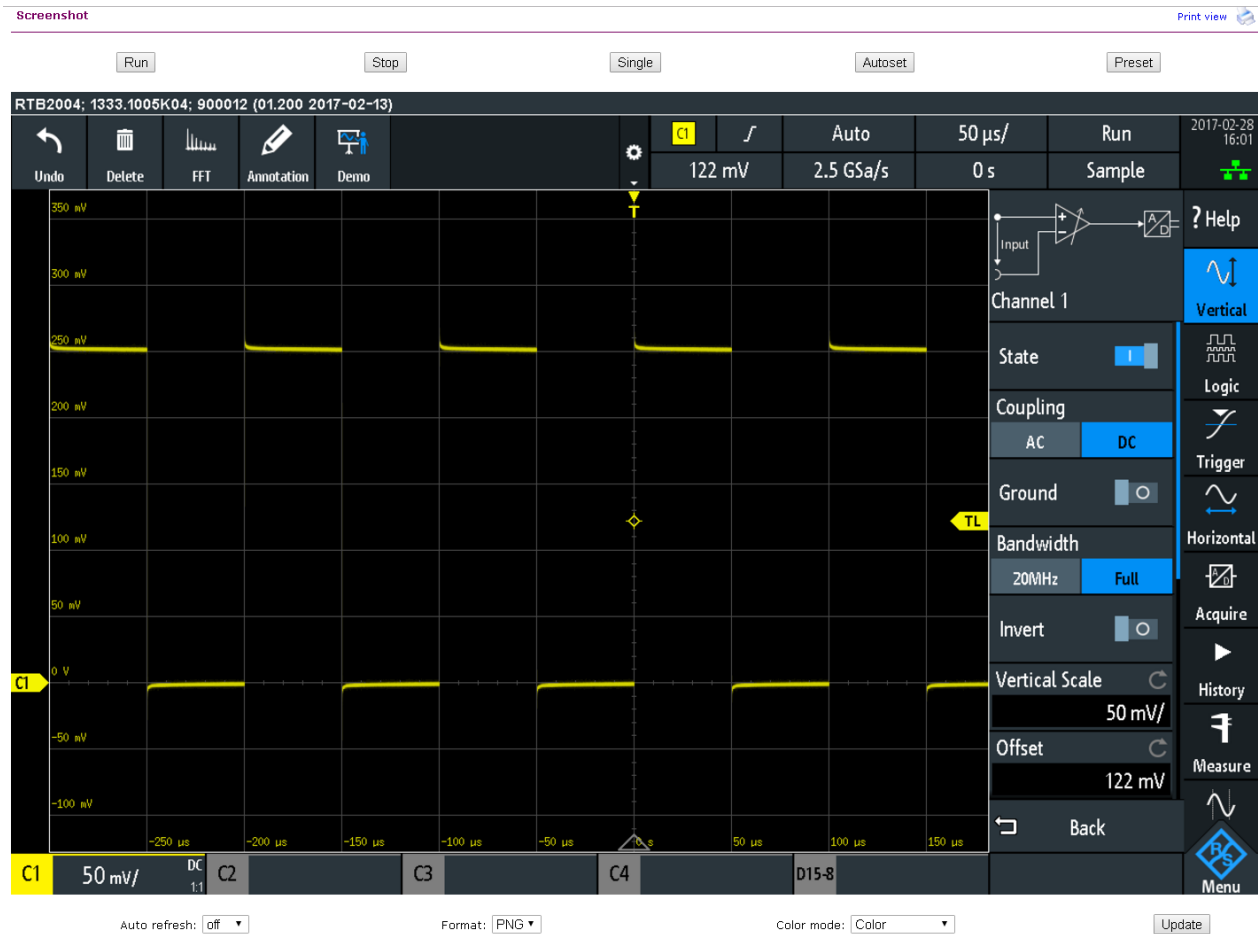 Screenshot
Print view
Run Stop Single Autoset Preset
RTB2004; 1333.1005K04; 900012 (01.200 2017-02-13)
Undo Delete FFT Annotation Demo
C1 Auto 50 µs/ Run
122 mV 2.5 GSa/s 0 s Sample
2017-02-28
16:01
350 mV
300 mV
250 mV
200 mV
150 mV
100 mV
50 mV
0 V
-50 mV
-100 mV
T
TL
C1
-250 µs -200 µs -150 µs -100 µs -50 µs 0 s 50 µs 100 µs 150 µs
Input
A
D
Channel 1
State
Coupling
AC DC
Ground
Bandwidth
20MHz Full
Invert
Vertical Scale
50 mV/
Offset
122 mV
Back
? Help
Vertical
Logic
Trigger
Horizontal
A
D
Acquire
History
Measure
R&S
Menu
C1 50 mV/ DC
1:1
C2 C3 C4 D15-8
Auto refresh: off Format: PNG Color mode: Color Update